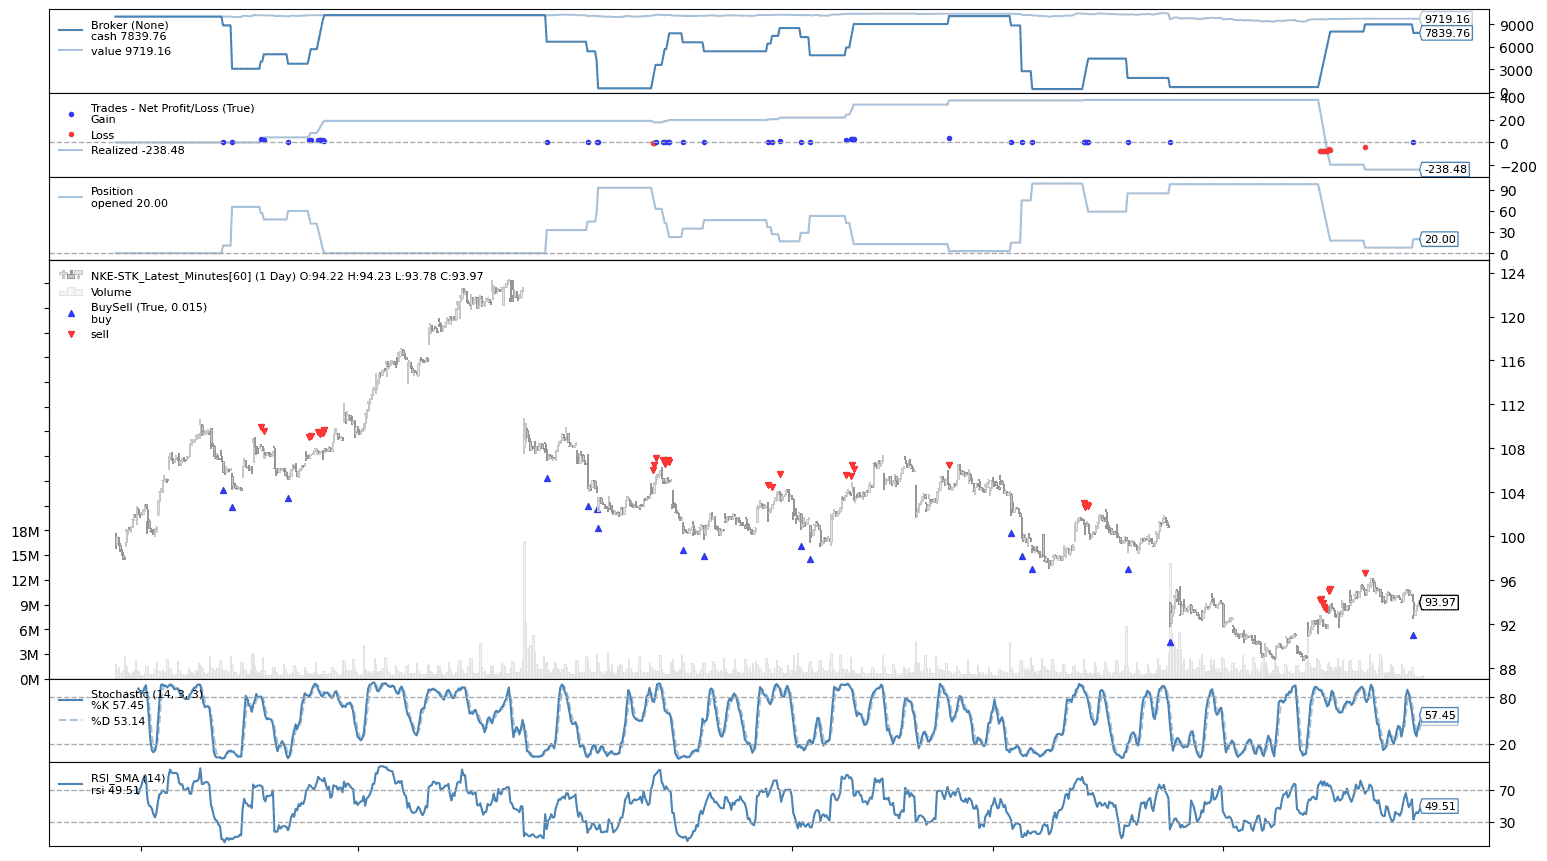 Broker (None)
cash 7839.76
value 9719.16
9719.16
9000
7839.76
6000
3000
0
Trades - Net Profit/Loss (True)
Gain
Loss
Realized -238.48
400
200
0
−200
-238.48
Position
opened 20.00
90
60
30
20.00
0
NKE-STK_Latest_Minutes[60] (1 Day) O:94.22 H:94.23 L:93.78 C:93.97
Volume
BuySell (True, 0.015)
buy
sell
124
120
116
112
108
104
100
96
93.97
92
88
18M
15M
12M
9M
6M
3M
0M
Stochastic (14, 3, 3)
%K 57.45
%D 53.14
80
57.45
20
RSI_SMA (14)
rsi 49.51
70
49.51
30